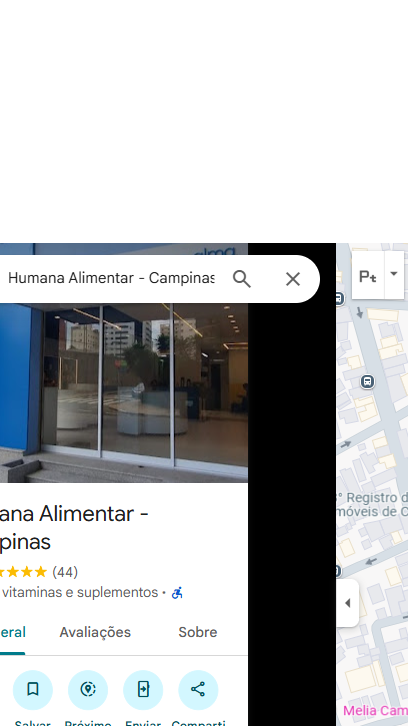 Humana Alimentar - Campinas
Pt
ana Alimentar -
pinas
(44)
vitaminas e suplementos ·
eral
Avaliações
Sobre
Salvar
Próximo
Enviar
Comparti
3º Registro d
móveis de C
Melia Cam